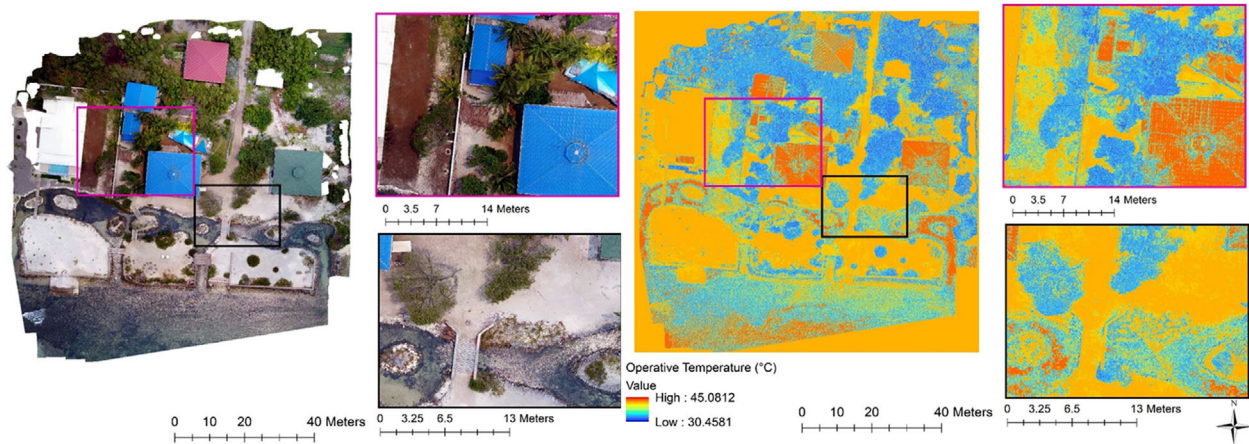 0 3.5 7 14 Meters
0 3.25 6.5 13 Meters
0 10 20 40 Meters
Operative Temperature (°C)
Value
High : 45.0812
Low : 30.4581
0 10 20 40 Meters
0 3.5 7 14 Meters
0 3.25 6.5 13 Meters
N